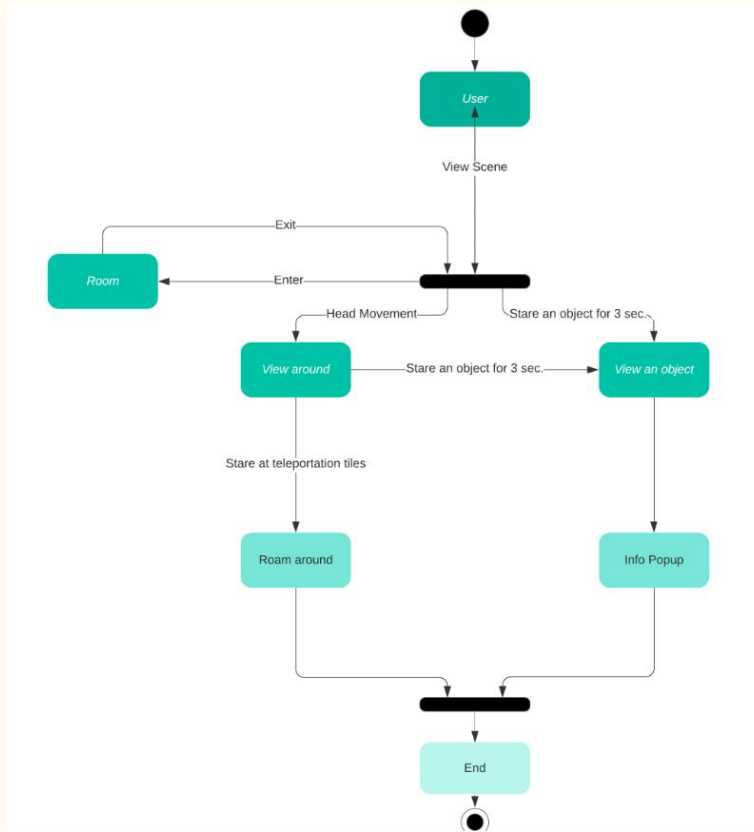 User
View Scene
Exit
Room
Enter
Head Movement
Stare an object for 3 sec.
View around
Stare an object for 3 sec.
View an object
Stare at teleportation tiles
Roam around
Info Popup
End